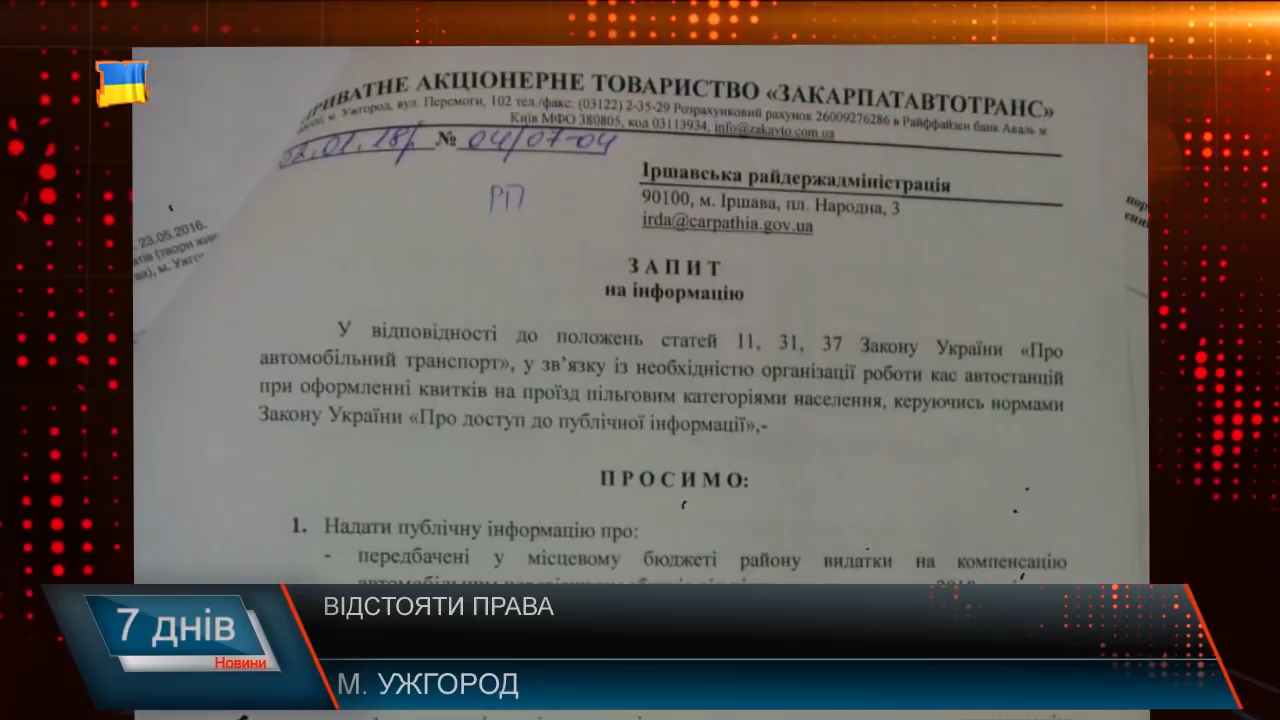 РИВАТНЕ АКЦІОНЕРНЕ ТОВАРИСТВО «ЗАКАРПАТАВТОТРАНС»
м. Ужгород, вул. Перемоги, 102 тел./факс: (03122) 2-35-29 Розрахунковий рахунок 26009276286 в Райффайзен банк Аваль м.
Київ МФО 380805, код 03113934, info@zakavto.com.ua
02.01.18р № 04/07-04
РП
Іршавська райдержадміністрація
90100, м. Іршава, пл. Народна, 3
irda@carpathia.gov.ua
23.05.2016.
(твори
м. Ужг
ЗАПИТ
на інформацію
У відповідності до положень статей 11, 31, 37 Закону України «Про
автомобільний транспорт», у зв’язку із необхідністю організації роботи кас автостанцій
при оформленні квитків на проїзд пільговим категоріями населення, керуючись нормами
Закону України «Про доступ до публічної інформації»,-
ПРОСИМО:
1. Надати публічну інформацію про:
- передбачені у місцевому бюджеті району видатки на компенсацію
7 днів
Новини
ВІДСТОЯТИ ПРАВА
М. УЖГОРОД